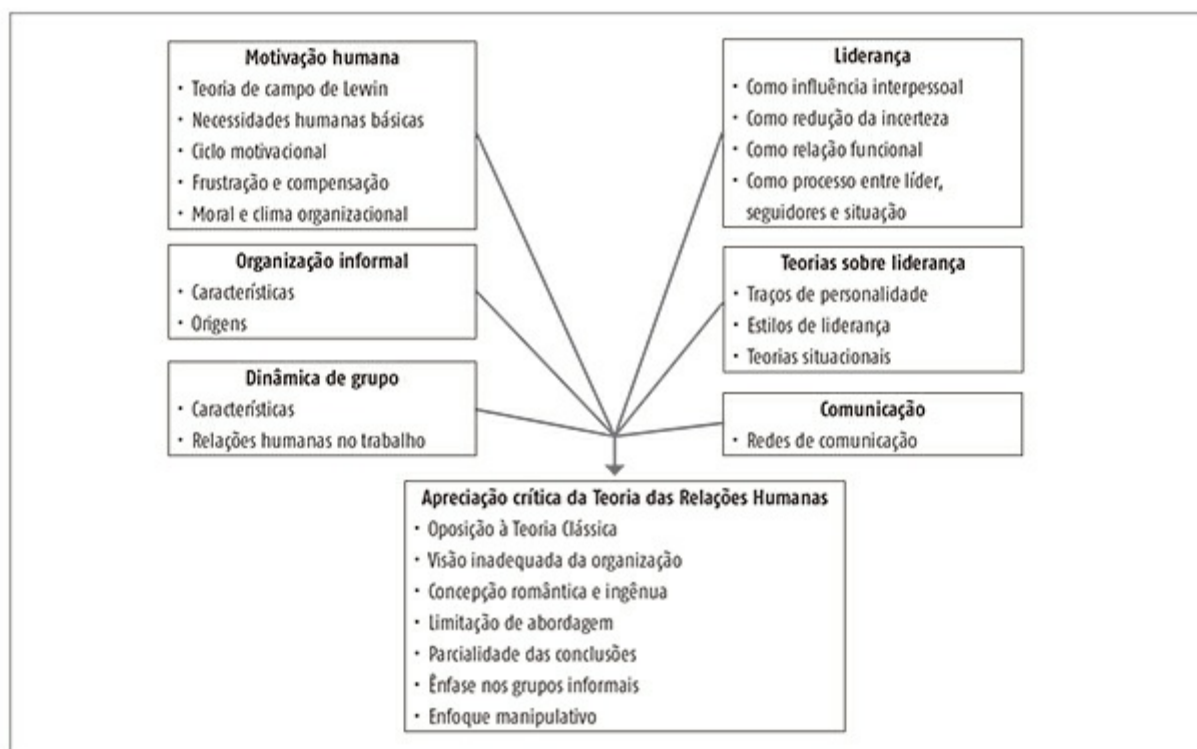 Motivação humana
• Teoria de campo de Lewin
• Necessidades humanas básicas
• Ciclo motivacional
• Frustração e compensação
• Moral e clima organizacional
Organização informal
• Características
• Origens
Dinâmica de grupo
• Características
• Relações humanas no trabalho
Liderança
• Como influência interpessoal
• Como redução da incerteza
• Como relação funcional
• Como processo entre líder,
seguidores e situação
Teorias sobre liderança
• Traços de personalidade
• Estilos de liderança
• Teorias situacionais
Comunicação
• Redes de comunicação
Apreciação crítica da Teoria das Relações Humanas
• Oposição à Teoria Clássica
• Visão inadequada da organização
• Concepção romântica e ingênua
• Limitação de abordagem
• Parcialidade das conclusões
• Ênfase nos grupos informais
• Enfoque manipulativo